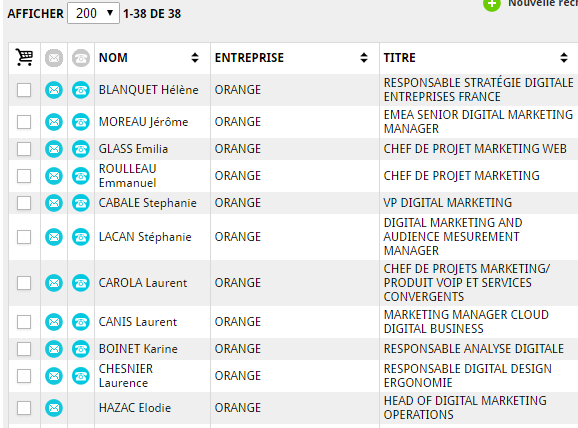 AFFICHER 200 1-38 DE 38
Nouvelle
NOM ENTREPRISE TITRE
BLANQUET Hélène ORANGE RESPONSABLE STRATÉGIE DIGITALE
ENTREPRISES FRANCE
MOREAU Jérôme ORANGE EMEA SENIOR DIGITAL MARKETING
MANAGER
GLASS Emilia ORANGE CHEF DE PROJET MARKETING WEB
ROULLEAU
Emmanuel ORANGE CHEF DE PROJET MARKETING
CABALE Stephanie ORANGE VP DIGITAL MARKETING
LACAN Stéphanie ORANGE DIGITAL MARKETING AND
AUDIENCE MESUREMENT
MANAGER
CAROLA Laurent ORANGE CHEF DE PROJETS MARKETING/
PRODUIT VOIP ET SERVICES
CONVERGENTS
CANIS Laurent ORANGE MARKETING MANAGER CLOUD
DIGITAL BUSINESS
BOINET Karine ORANGE RESPONSABLE ANALYSE DIGITALE
CHESNIER
Laurence ORANGE RESPONSABLE DIGITAL DESIGN
ERGONOMIE
HAZAC Elodie ORANGE HEAD OF DIGITAL MARKETING
OPERATIONS